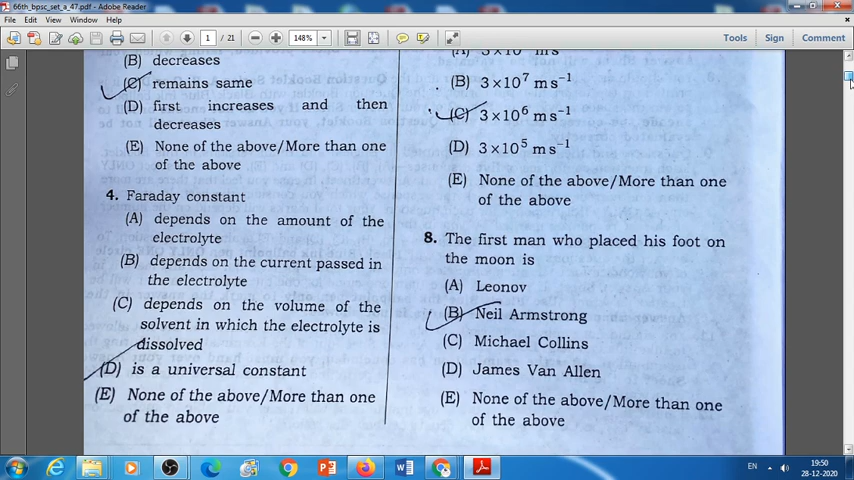 66th_bpsc_set_a_47.pdf - Adobe Reader
File Edit View Window Help
1 / 21
148%
Tools Sign Comment
(B) decreases
(C) remains same
(D) first increases and then
decreases
(E) None of the above/More than one
of the above
4. Faraday constant
(A) depends on the amount of the
electrolyte
(B) depends on the current passed in
the electrolyte
(C) depends on the volume of the
solvent in which the electrolyte is
dissolved
(D) is a universal constant
(E) None of the above/More than one
of the above
(B) 3×10⁷ m s⁻¹
(C) 3×10⁶ m s⁻¹
(D) 3×10⁵ m s⁻¹
(E) None of the above/More than one
of the above
8. The first man who placed his foot on
the moon is
(A) Leonov
(B) Neil Armstrong
(C) Michael Collins
(D) James Van Allen
(E) None of the above/More than one
of the above
EN
19:50
28-12-2020